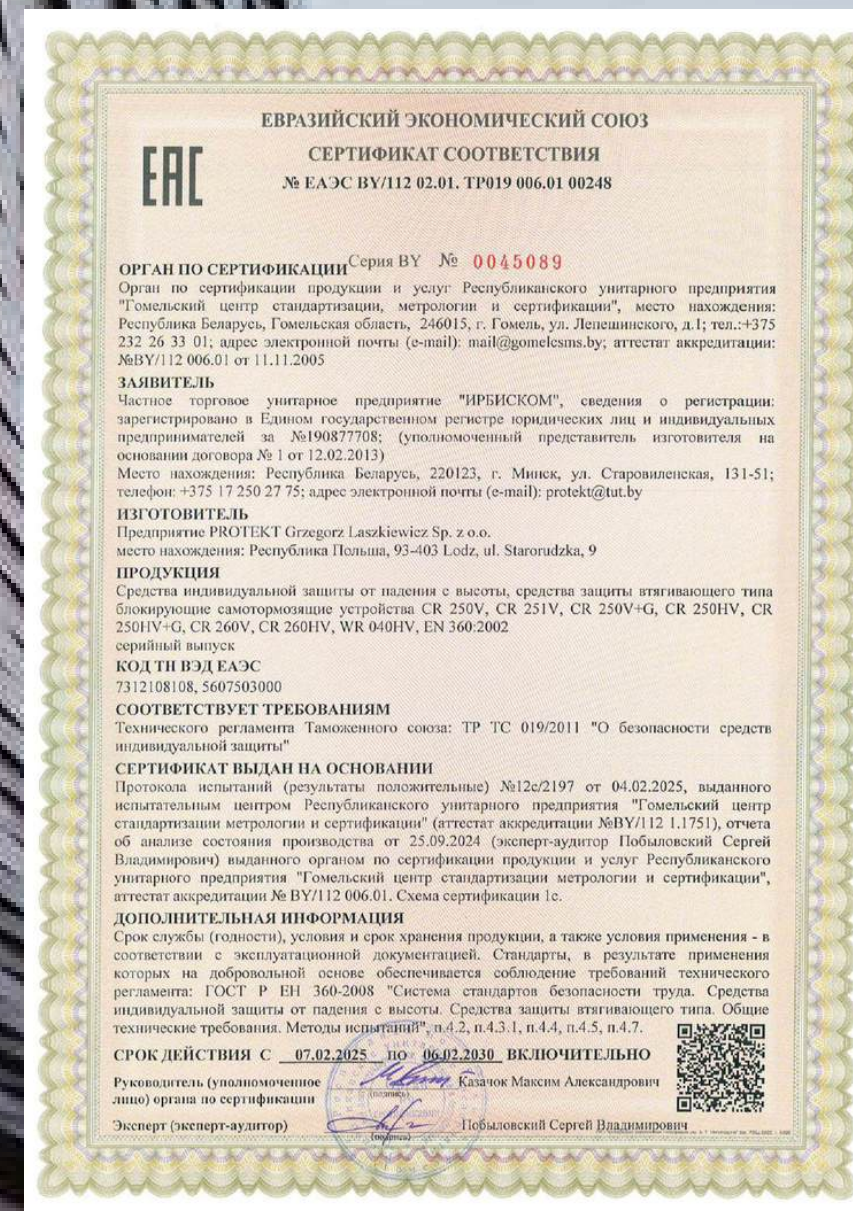 ЕВРАЗИЙСКИЙ ЭКОНОМИЧЕСКИЙ СОЮЗ
EAC
СЕРТИФИКАТ СООТВЕТСТВИЯ
№ ЕАЭС BY/112 02.01. ТР019 006.01 00248
Серия BY № 0045089
ОРГАН ПО СЕРТИФИКАЦИИ
Орган по сертификации продукции и услуг Республиканского унитарного предприятия
"Гомельский центр стандартизации, метрологии и сертификации", место нахождения:
Республика Беларусь, Гомельская область, 246015, г. Гомель, ул. Лепешинского, д.1; тел.:+375
232 26 33 01; адрес электронной почты (e-mail): mail@gomelcsms.by; аттестат аккредитации:
№BY/112 006.01 от 11.11.2005
ЗАЯВИТЕЛЬ
Частное торговое унитарное предприятие "ИРБИСКОМ", сведения о регистрации:
зарегистрировано в Едином государственном регистре юридических лиц и индивидуальных
предпринимателей за №190877708; (уполномоченный представитель изготовителя на
основании договора № 1 от 12.02.2013)
Место нахождения: Республика Беларусь, 220123, г. Минск, ул. Старовиленская, 131-51;
телефон: +375 17 250 27 75; адрес электронной почты (e-mail): protekt@tut.by
ИЗГОТОВИТЕЛЬ
Предприятие PROTEKT Grzegorz Laszkiewicz Sp. z o.o.
место нахождения: Республика Польша, 93-403 Lodz, ul. Starorudzka, 9
ПРОДУКЦИЯ
Средства индивидуальной защиты от падения с высоты, средства защиты втягивающего типа
блокирующие самотормозящие устройства CR 250V, CR 251V, CR 250V+G, CR 250HV, CR
250HV+G, CR 260V, CR 260HV, WR 040HV, EN 360:2002
серийный выпуск
КОД ТН ВЭД ЕАЭС
7312108108, 5607503000
СООТВЕТСТВУЕТ ТРЕБОВАНИЯМ
Технического регламента Таможенного союза: ТР ТС 019/2011 "О безопасности средств
индивидуальной защиты"
СЕРТИФИКАТ ВЫДАН НА ОСНОВАНИИ
Протокола испытаний (результаты положительные) №12с/2197 от 04.02.2025, выданного
испытательным центром Республиканского унитарного предприятия "Гомельский центр
стандартизации метрологии и сертификации" (аттестат аккредитации №BY/112 1.1751), отчета
об анализе состояния производства от 25.09.2024 (эксперт-аудитор Побыловский Сергей
Владимирович) выданного органом по сертификации продукции и услуг Республиканского
унитарного предприятия "Гомельский центр стандартизации метрологии и сертификации",
аттестат аккредитации № BY/112 006.01. Схема сертификации 1с.
ДОПОЛНИТЕЛЬНАЯ ИНФОРМАЦИЯ
Срок службы (годности), условия и срок хранения продукции, а также условия применения - в
соответствии с эксплуатационной документацией. Стандарты, в результате применения
которых на добровольной основе обеспечивается соблюдение требований технического
регламента: ГОСТ Р ЕН 360-2008 "Система стандартов безопасности труда. Средства
индивидуальной защиты от падения с высоты. Средства защиты втягивающего типа. Общие
технические требования. Методы испытаний", п.4.2, п.4.3.1, п.4.4, п.4.5, п.4.7.
СРОК ДЕЙСТВИЯ С 07.02.2025 ПО 06.02.2030 ВКЛЮЧИТЕЛЬНО
Руководитель (уполномоченное
лицо) органа по сертификации
(подпись)
Казачок Максим Александрович
Эксперт (эксперт-аудитор)
(подпись)
Побыловский Сергей Владимирович